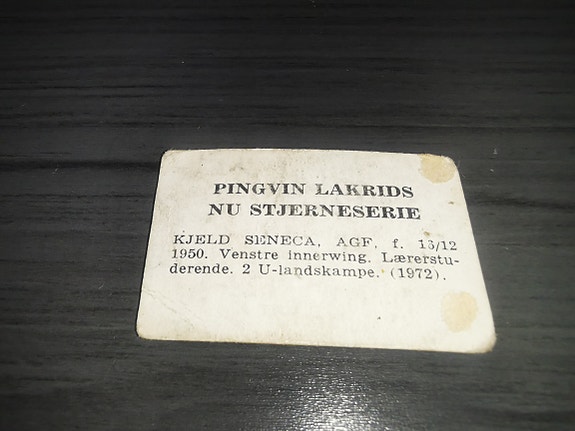 PINGVIN LAKRIDS
NU STJERNESERIE
KJELD SENECA, AGF, f. 13/12
1950. Venstre innerwing. Lærerstu-
derende. 2 U-landskampe. (1972).